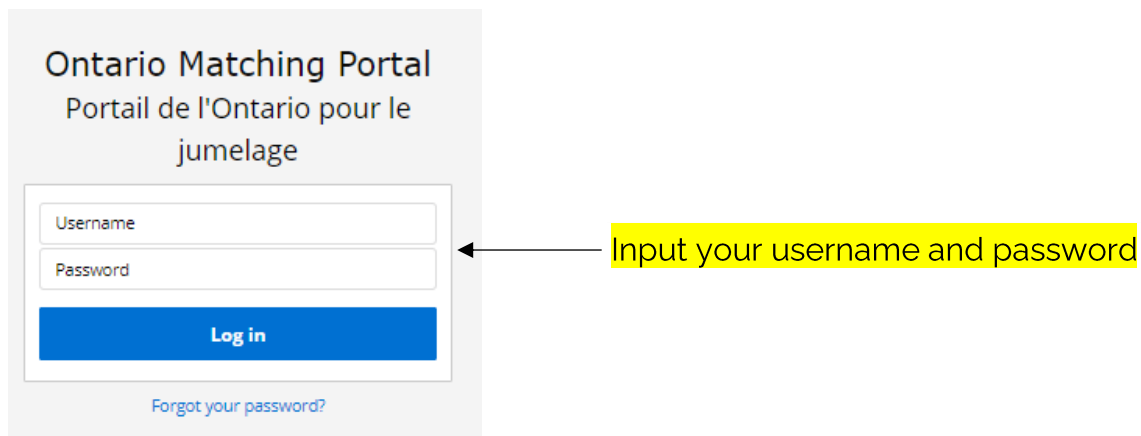 Ontario Matching Portal
Portail de l'Ontario pour le
jumelage
Username
Password
Log in
Forgot your password?
Input your username and password